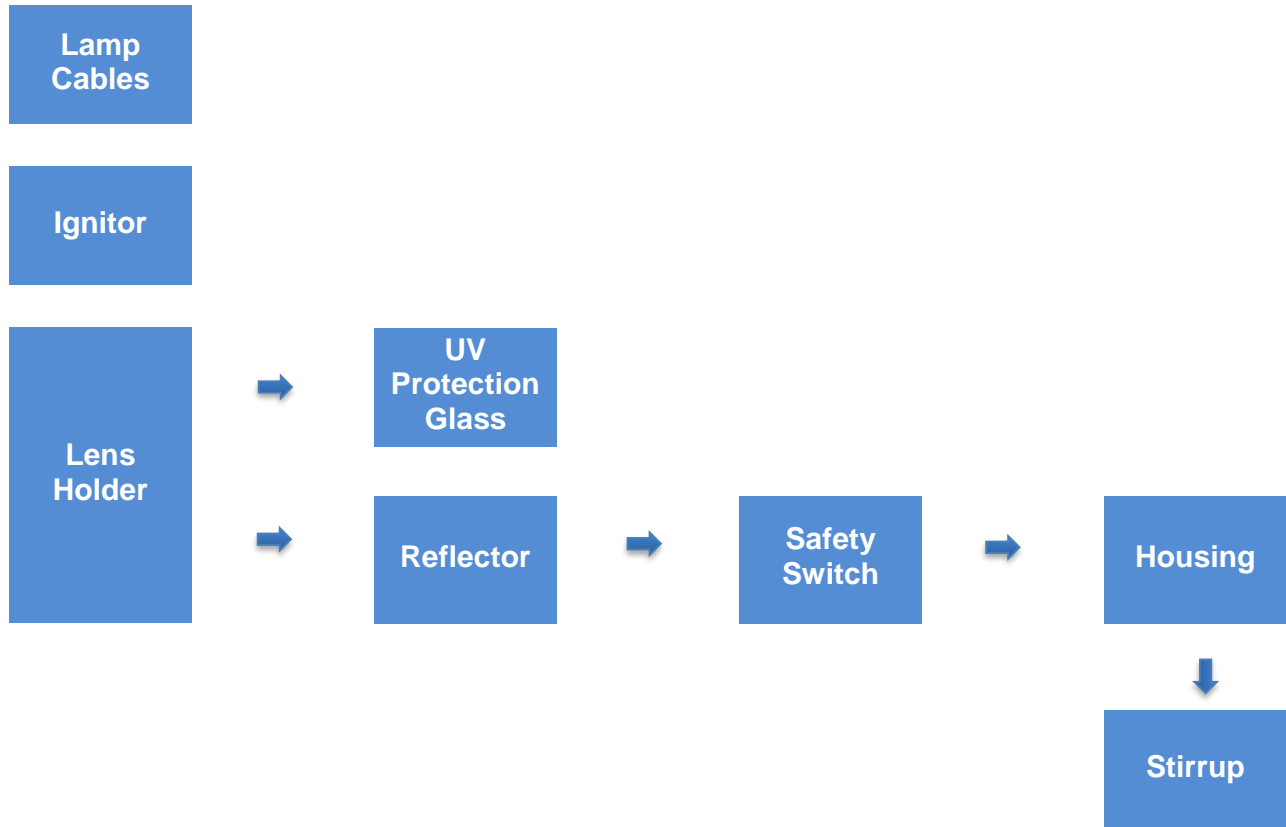 Lamp
Cables
Ignitor
Lens
Holder
UV
Protection
Glass
Reflector
Safety
Switch
Housing
Stirrup